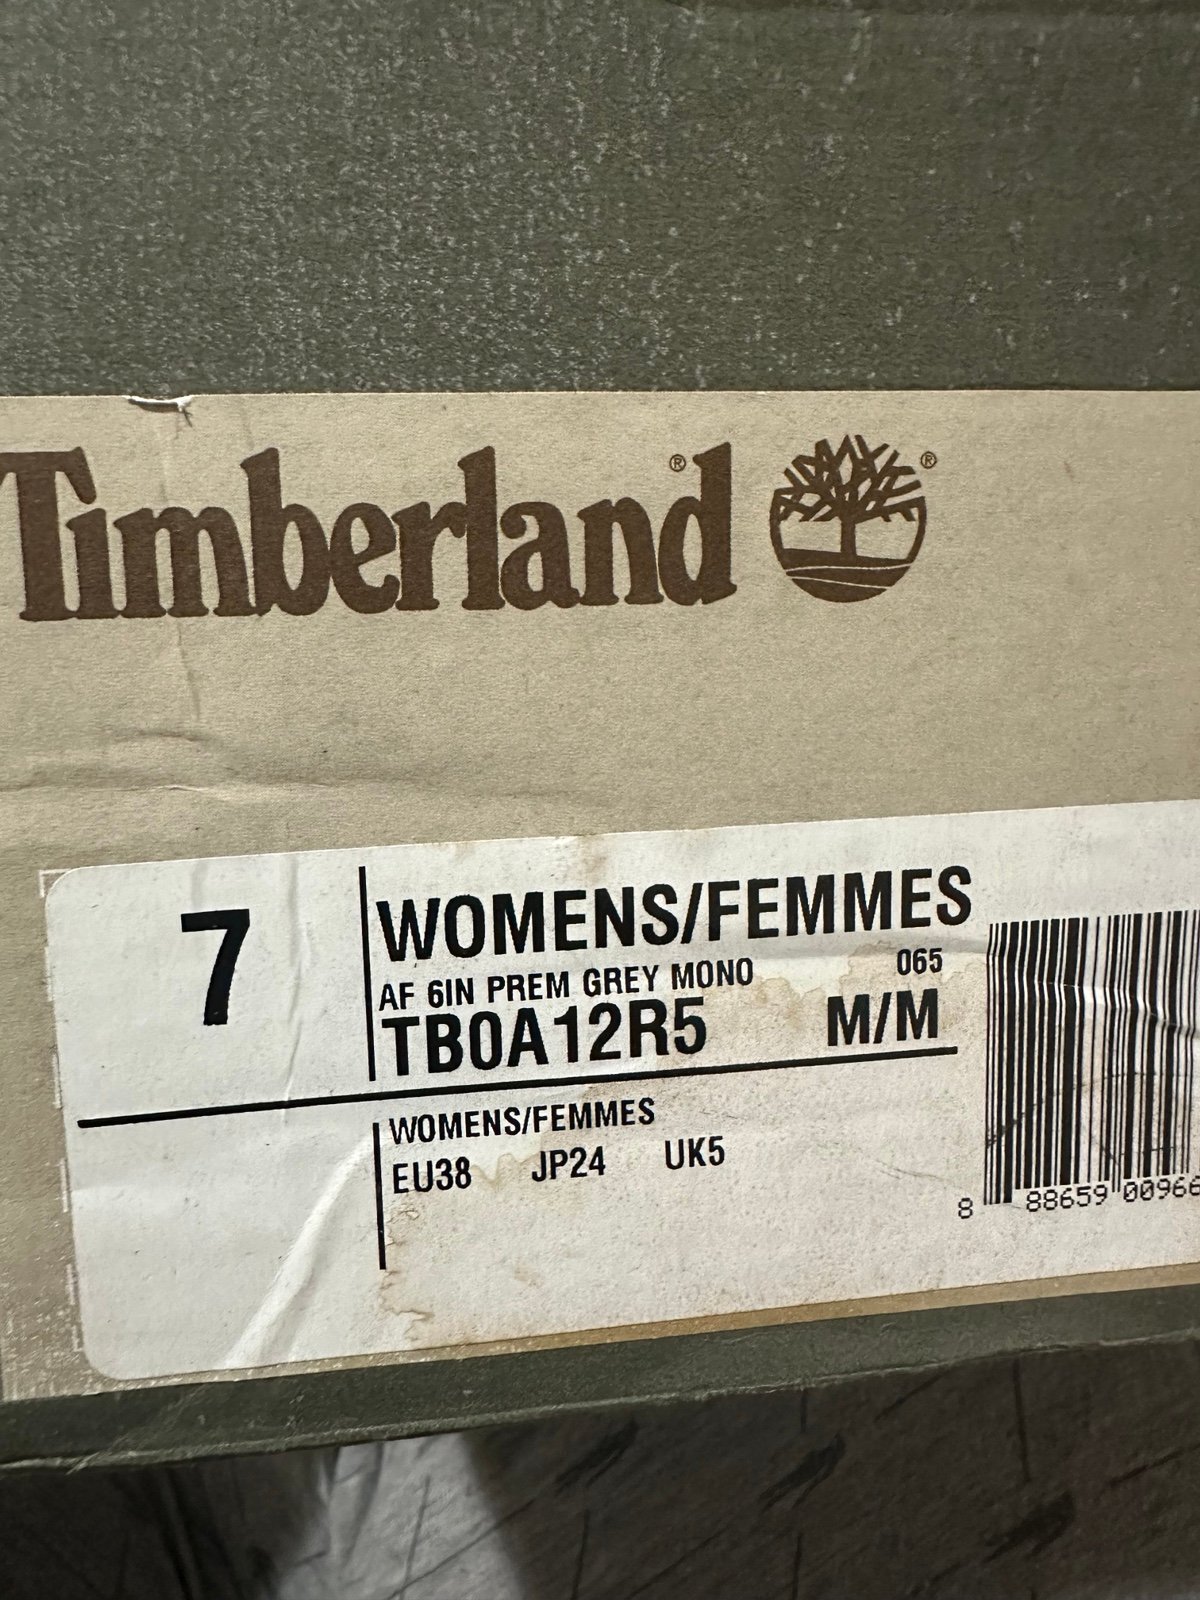 Timberland® ®
7
WOMENS/FEMMES
AF 6IN PREM GREY MONO 065
TB0A12R5 M/M
WOMENS/FEMMES
EU38 JP24 UK5
8 88659 00966